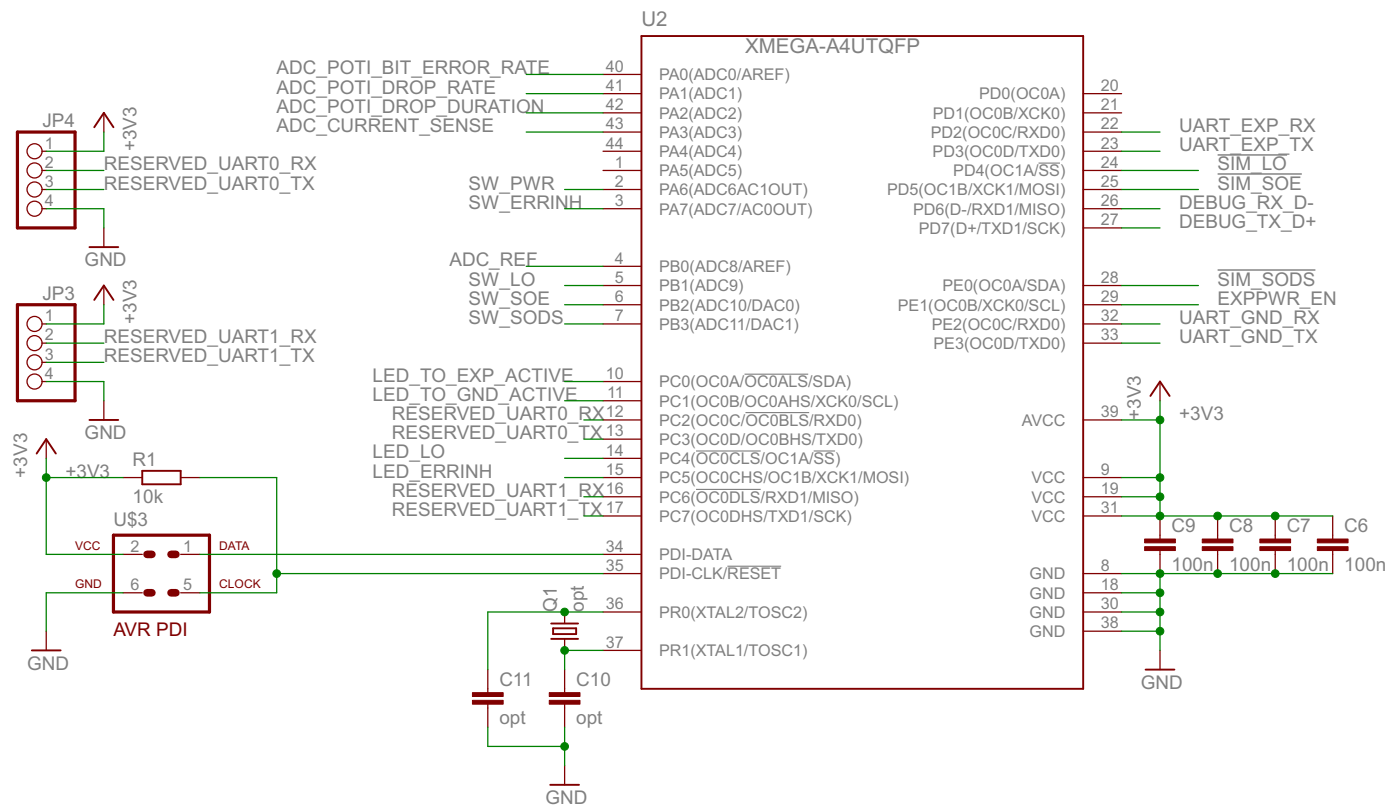 U2
XMEGA-A4UTQFP
ADC_POTI_BIT_ERROR_RATE 40 PA0(ADC0/AREF)
ADC_POTI_DROP_RATE 41 PA1(ADC1)
ADC_POTI_DROP_DURATION 42 PA2(ADC2)
ADC_CURRENT_SENSE 43 PA3(ADC3)
44 PA4(ADC4)
1 PA5(ADC5)
SW_PWR 2 PA6(ADC6AC1OUT)
SW_ERRINH 3 PA7(ADC7/AC0OUT)
ADC_REF 4 PB0(ADC8/AREF)
SW_LO 5 PB1(ADC9)
SW_SOE 6 PB2(ADC10/DAC0)
SW_SODS 7 PB3(ADC11/DAC1)
LED_TO_EXP_ACTIVE 10 PC0(OC0A/OC0ALS/SDA)
LED_TO_GND_ACTIVE 11 PC1(OC0B/OC0AHS/XCK0/SCL)
RESERVED_UART0_RX 12 PC2(OC0C/OC0BLS/RXD0)
RESERVED_UART0_TX 13 PC3(OC0D/OC0BHS/TXD0)
LED_LO 14 PC4(OC0CLS/OC1A/SS)
LED_ERRINH 15 PC5(OC0CHS/OC1B/XCK1/MOSI)
RESERVED_UART1_RX 16 PC6(OC0DLS/RXD1/MISO)
RESERVED_UART1_TX 17 PC7(OC0DHS/TXD1/SCK)
34 PDI-DATA
35 PDI-CLK/RESET
36 PR0(XTAL2/TOSC2)
37 PR1(XTAL1/TOSC1)
PD0(OC0A) 20
PD1(OC0B/XCK0) 21
PD2(OC0C/RXD0) 22 UART_EXP_RX
PD3(OC0D/TXD0) 23 UART_EXP_TX
PD4(OC1A/SS) 24 SIM_LO
PD5(OC1B/XCK1/MOSI) 25 SIM_SOE
PD6(D-/RXD1/MISO) 26 DEBUG_RX_D-
PD7(D+/TXD1/SCK) 27 DEBUG_TX_D+
PE0(OC0A/SDA) 28 SIM_SODS
PE1(OC0B/XCK0/SCL) 29 EXPPWR_EN
PE2(OC0C/RXD0) 32 UART_GND_RX
PE3(OC0D/TXD0) 33 UART_GND_TX
+3V3
AVCC 39 +3V3
VCC 9
VCC 19
VCC 31
C9 C8 C7 C6
100n 100n 100n 100n
GND 8
GND 18
GND 30
GND 38
GND
JP4
+3V3
1
2 RESERVED_UART0_RX
3 RESERVED_UART0_TX
4
GND
JP3
+3V3
1
2 RESERVED_UART1_RX
3 RESERVED_UART1_TX
4
GND
+3V3
+3V3
R1
10k
U$3
VCC 2 1 DATA
GND 6 5 CLOCK
AVR PDI
GND
Q1
opt
C11 C10
opt opt
GND